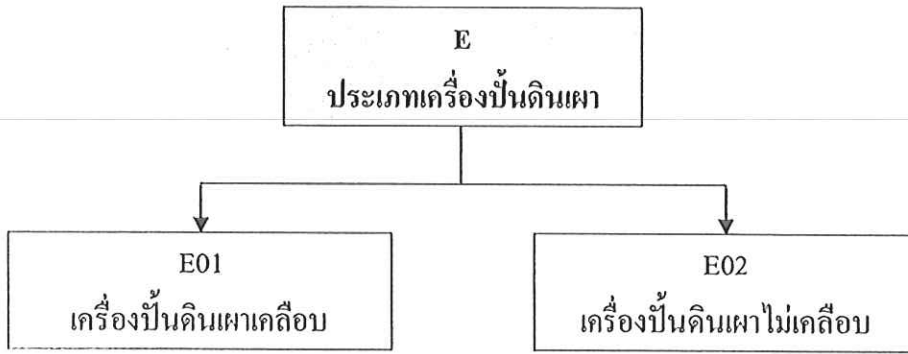 E
ประเภทเครื่องปั้นดินเผา
E01
เครื่องปั้นดินเผาเคลือบ
E02
เครื่องปั้นดินเผาไม่เคลือบ